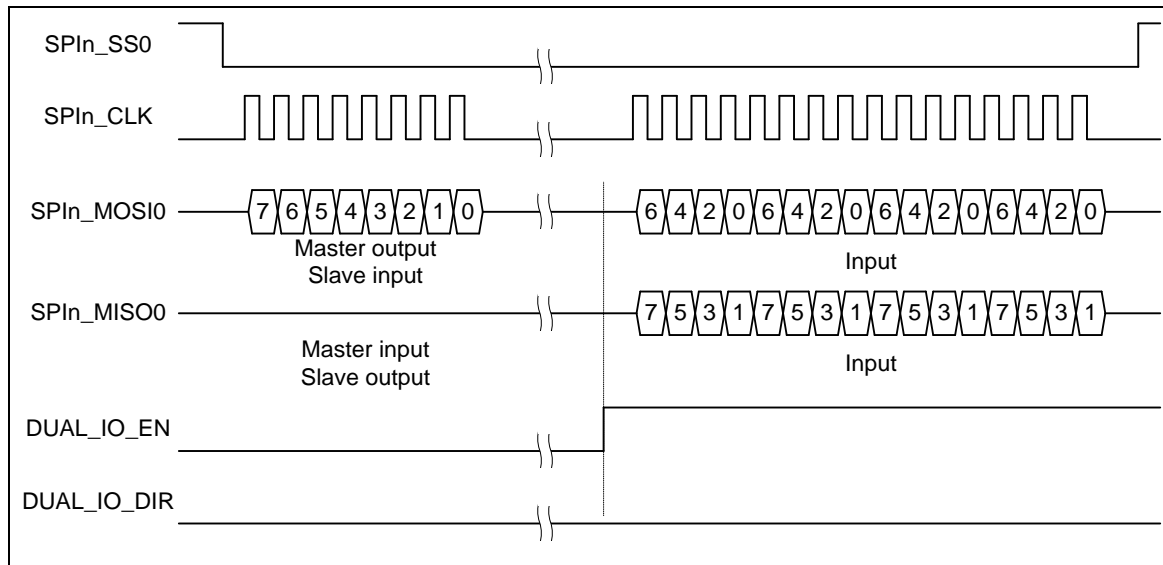 SPIn_SS0
SPIn_CLK
SPIn_MOSI0 7 6 5 4 3 2 1 0 6 4 2 0 6 4 2 0 6 4 2 0 6 4 2 0
Master output
Slave input
Input
SPIn_MISO0 7 5 3 1 7 5 3 1 7 5 3 1 7 5 3 1
Master input
Slave output
Input
DUAL_IO_EN
DUAL_IO_DIR